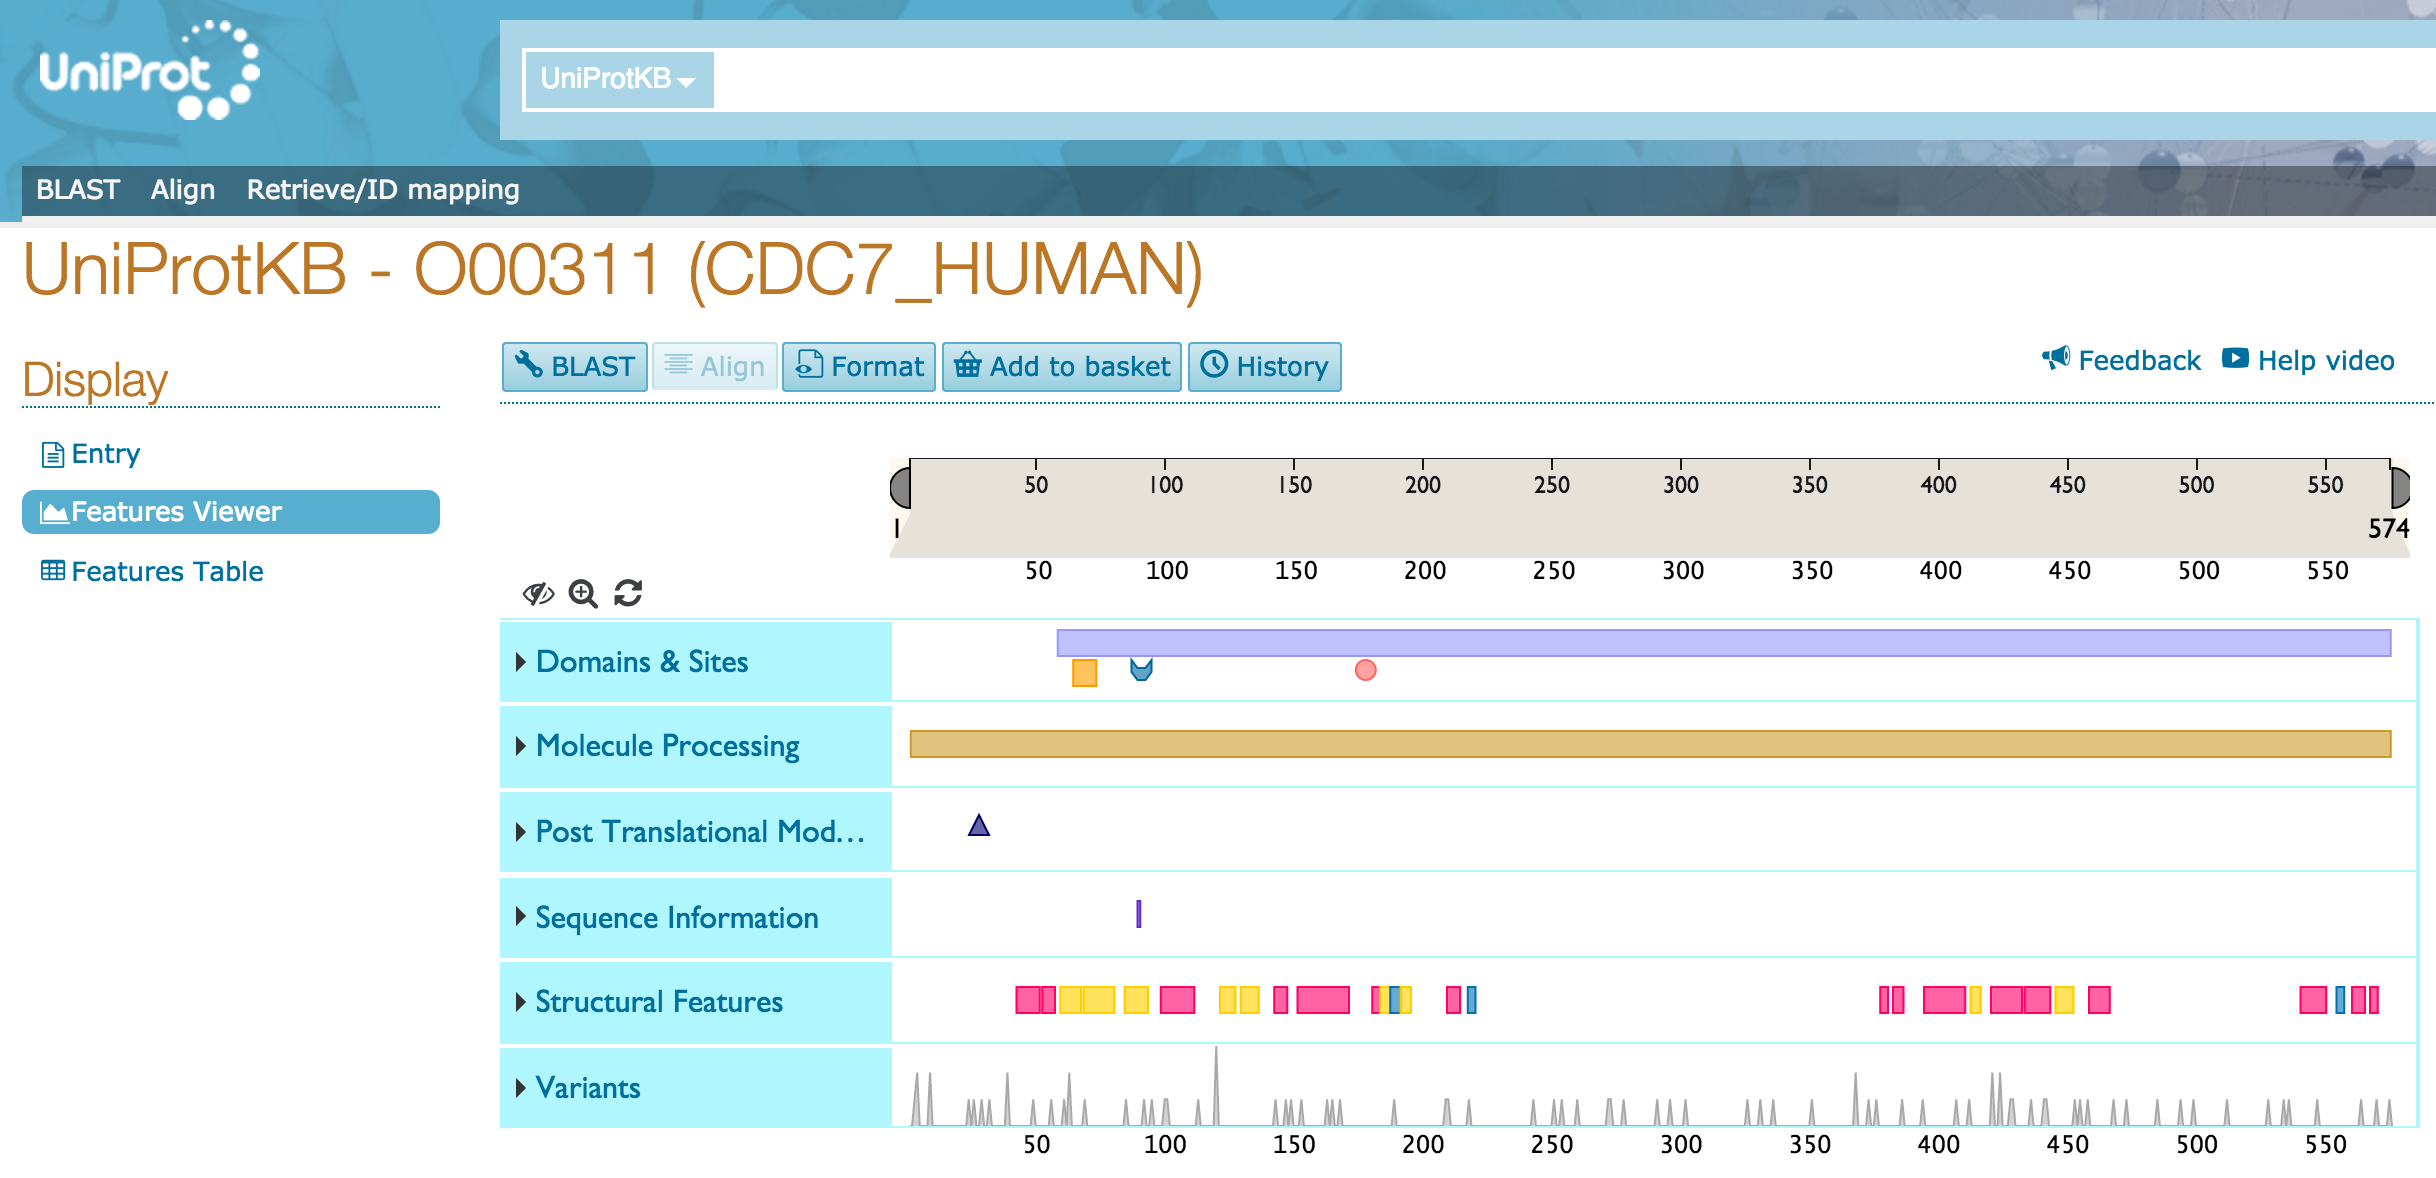 UniProt
UniProtKB
BLAST Align Retrieve/ID mapping
UniProtKB - O00311 (CDC7_HUMAN)
Display
Entry
Features Viewer
Features Table
BLAST Align Format Add to basket History
Feedback Help video
50 100 150 200 250 300 350 400 450 500 550
1 574
50 100 150 200 250 300 350 400 450 500 550
Domains & Sites
Molecule Processing
Post Translational Mod...
Sequence Information
Structural Features
Variants
50 100 150 200 250 300 350 400 450 500 550